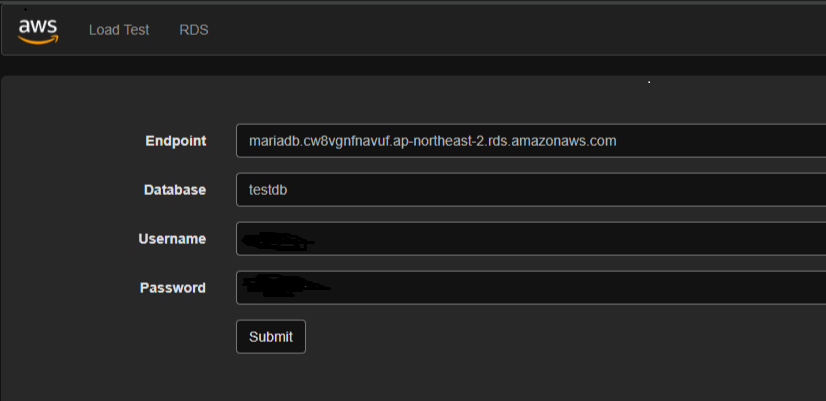 aws Load Test RDS
Endpoint mariadb.cw8vgnfnavuf.ap-northeast-2.rds.amazonaws.com
Database testdb
Username
Password
Submit